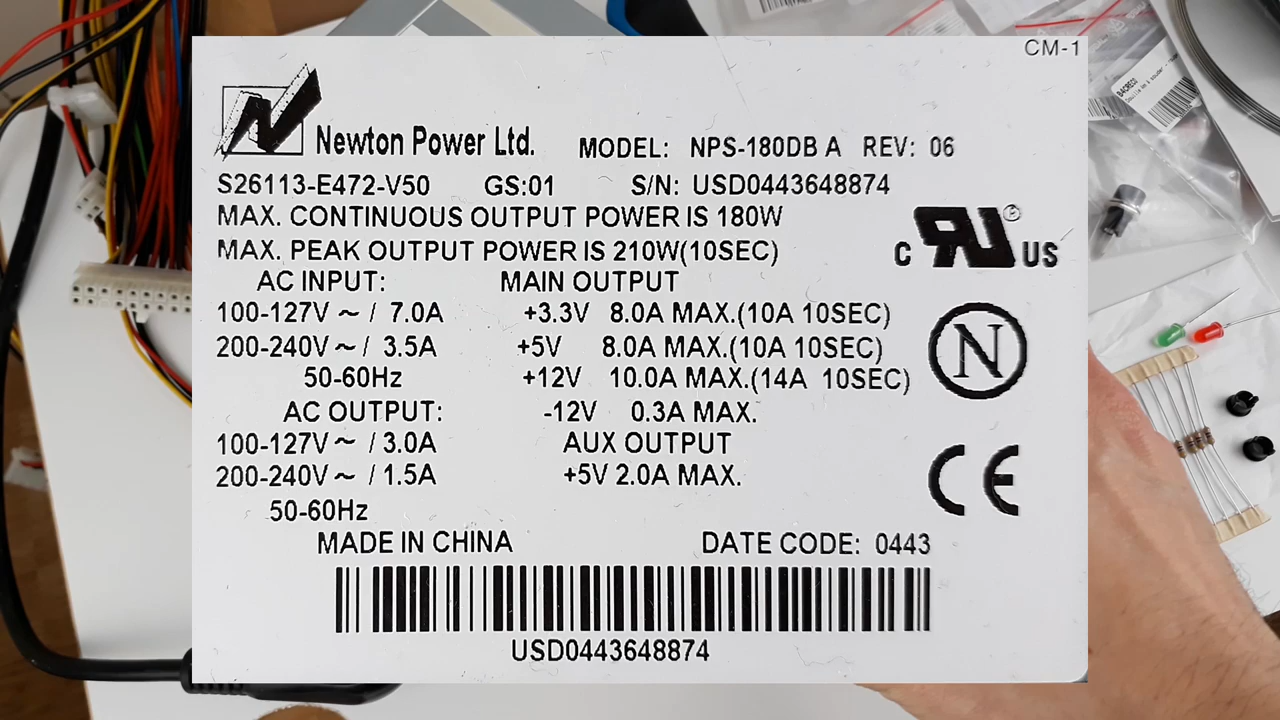 CM-1
Newton Power Ltd. MODEL: NPS-180DB A REV: 06
S26113-E472-V50 GS:01 S/N: USD0443648874
MAX. CONTINUOUS OUTPUT POWER IS 180W
MAX. PEAK OUTPUT POWER IS 210W(10SEC)
c RU® US
AC INPUT: MAIN OUTPUT
100-127V ~ / 7.0A +3.3V 8.0A MAX.(10A 10SEC)
200-240V ~ / 3.5A +5V 8.0A MAX.(10A 10SEC)
N
50-60Hz +12V 10.0A MAX.(14A 10SEC)
AC OUTPUT: -12V 0.3A MAX.
100-127V ~ / 3.0A AUX OUTPUT
200-240V ~ / 1.5A +5V 2.0A MAX.
CE
50-60Hz
MADE IN CHINA DATE CODE: 0443
USD0443648874